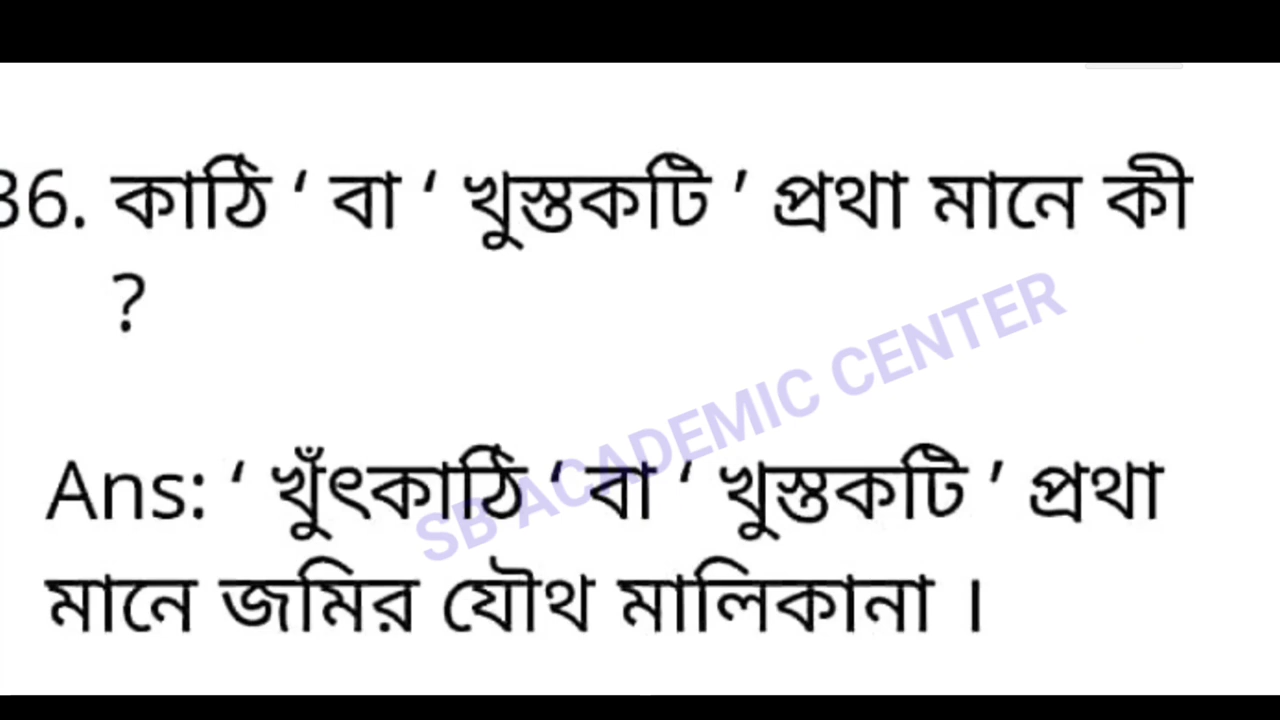 36. কাঠি ‘ বা ‘ খুস্তকটি ’ প্রথা মানে কী
?
SB ACADEMIC CENTER
Ans: ‘ খুঁৎকাঠি ‘ বা ‘ খুস্তকটি ’ প্রথা
মানে জমির যৌথ মালিকানা ।